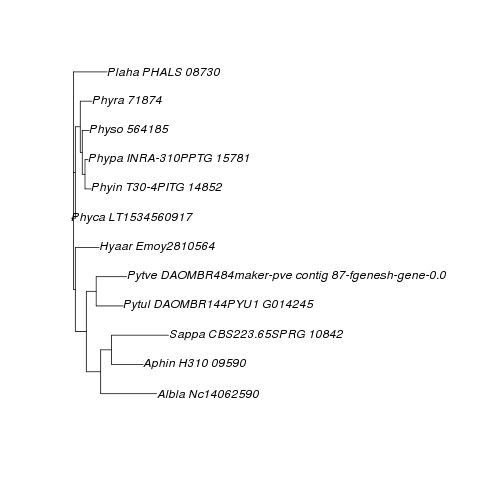 Plaha PHALS 08730
Phyra 71874
Physo 564185
Phypa INRA-310PPTG 15781
Phyin T30-4PITG 14852
Phyca LT1534560917
Hyaar Emoy2810564
Pytve DAOMBR484maker-pve contig 87-fgenesh-gene-0.0
Pytul DAOMBR144PYU1 G014245
Sappa CBS223.65SPRG 10842
Aphin H310 09590
Albla Nc14062590